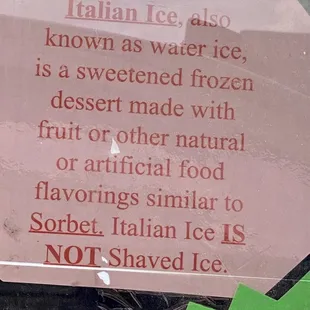 Italian Ice, also
known as water ice,
is a sweetened frozen
dessert made with
fruit or other natural
or artificial food
flavorings similar to
Sorbet. Italian Ice IS
NOT Shaved Ice.